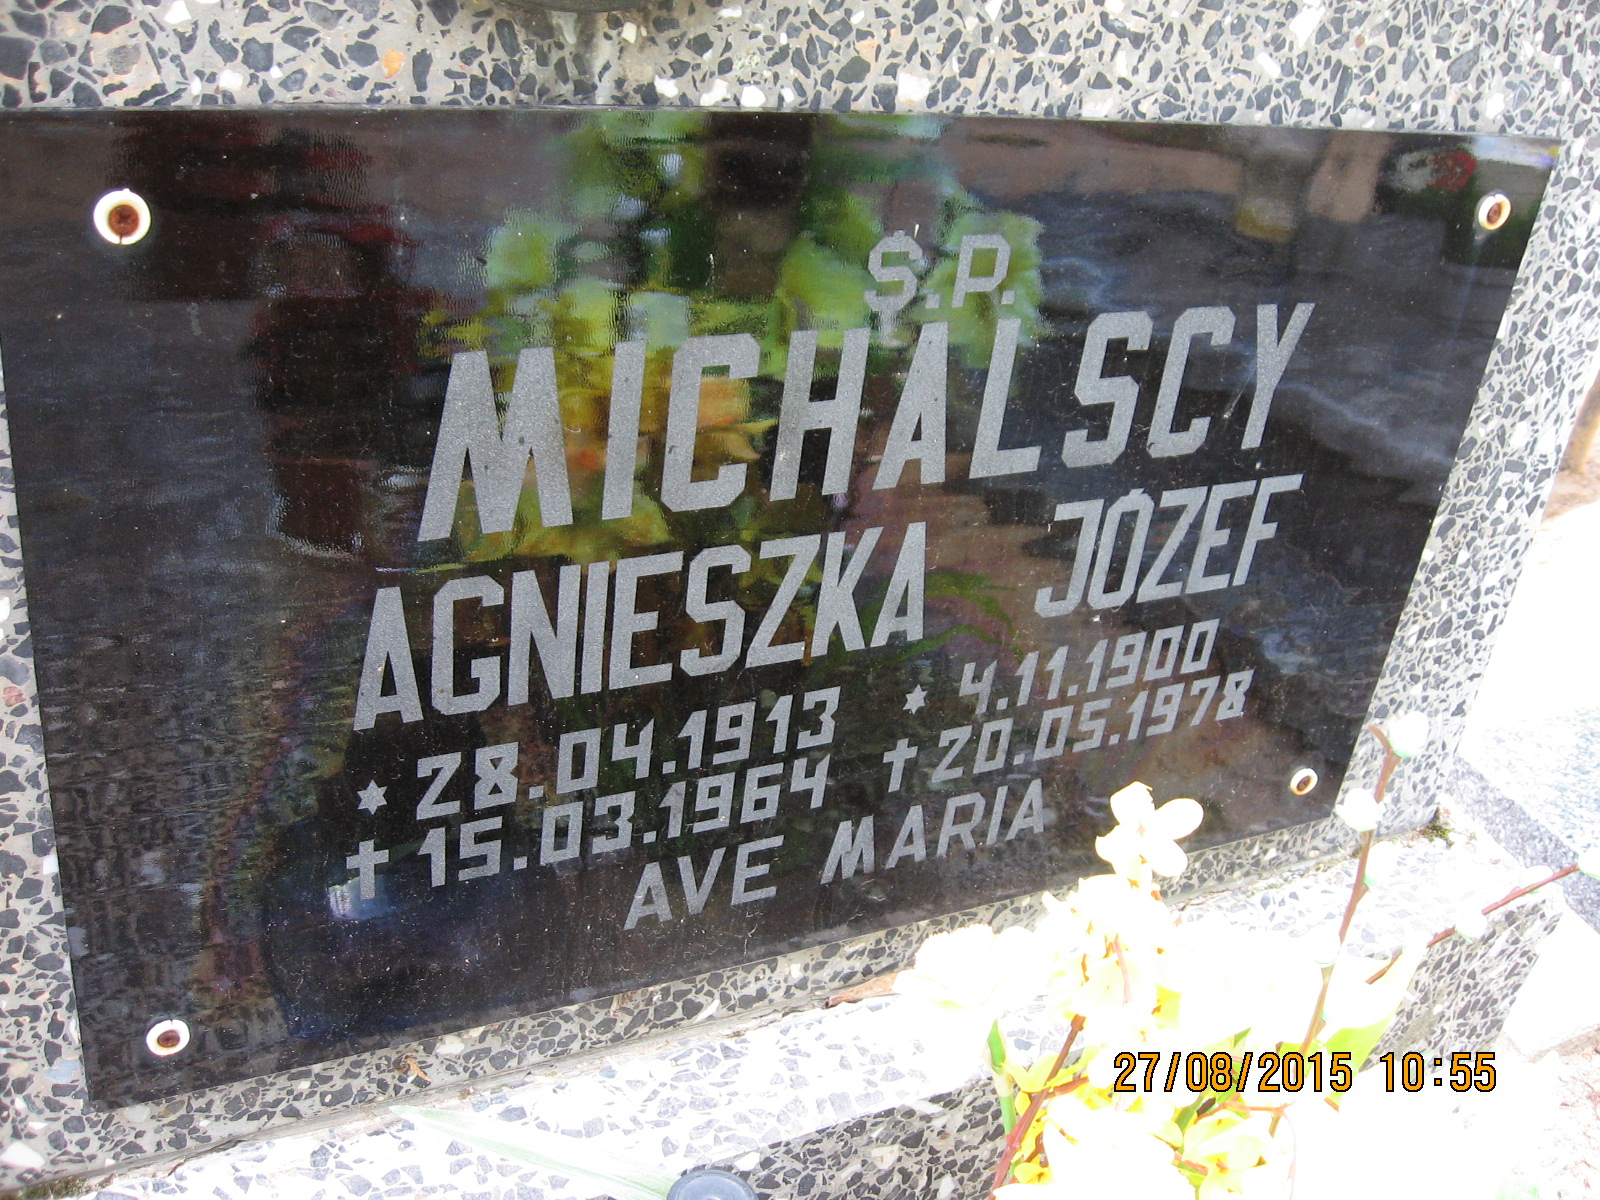 Ś.P.
MICHALSCY
AGNIESZKA JÓZEF
* 28.04.1913 * 4.11.1900
† 15.03.1964 † 20.05.1978
AVE MARIA
27/08/2015 10:55